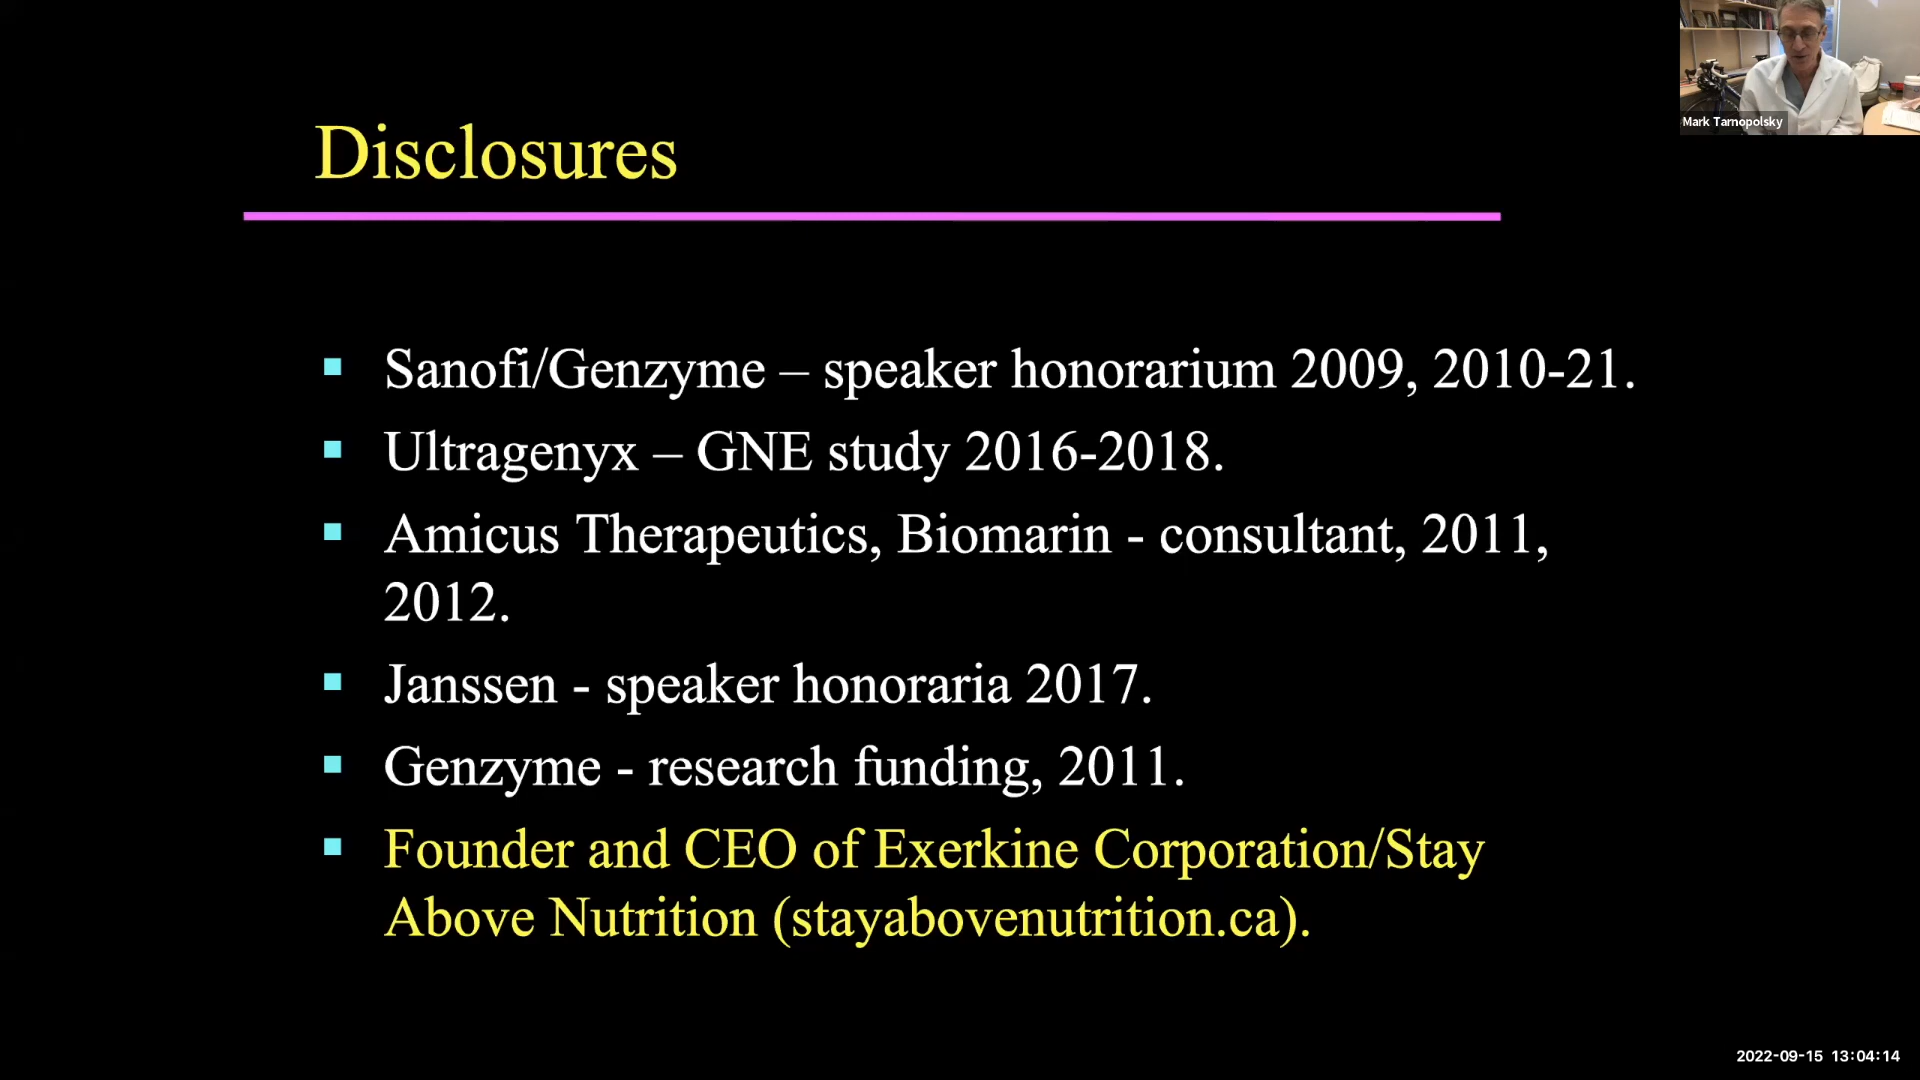 Mark Tarnopolsky
Disclosures
▪ Sanofi/Genzyme – speaker honorarium 2009, 2010-21.
▪ Ultragenyx – GNE study 2016-2018.
▪ Amicus Therapeutics, Biomarin - consultant, 2011,
2012.
▪ Janssen - speaker honoraria 2017.
▪ Genzyme - research funding, 2011.
▪ Founder and CEO of Exerkine Corporation/Stay
Above Nutrition (stayabovenutrition.ca).
2022-09-15 13:04:14